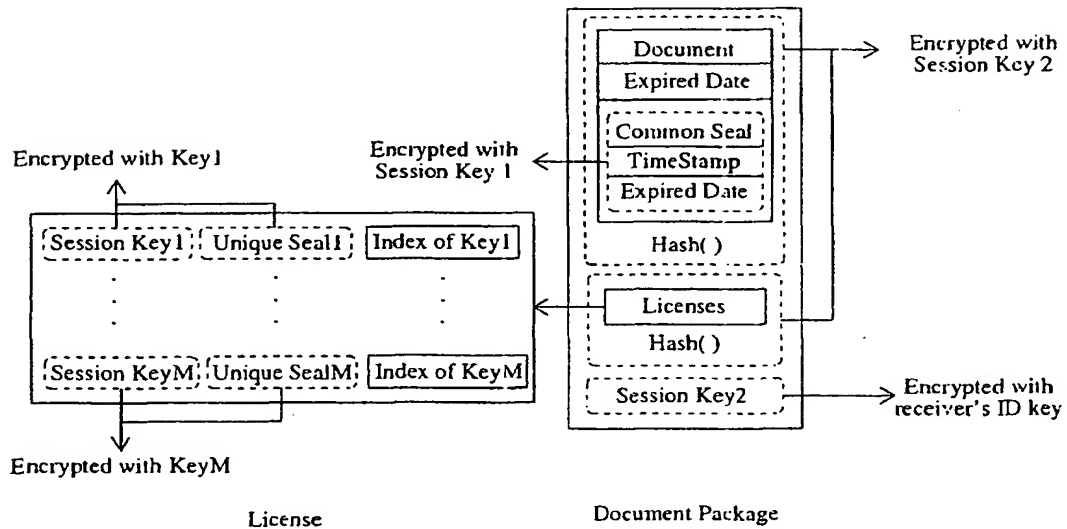 Document
Expired Date
Common Seal
TimeStamp
Expired Date
Hash( )
Licenses
Hash( )
Session Key2
Encrypted with
Session Key 2
Encrypted with
Session Key 1
Encrypted with
receiver's ID key
Encrypted with Key1
Session Key1 Unique Seal1 Index of Key1
Session KeyM Unique SealM Index of KeyM
Encrypted with KeyM
License
Document Package